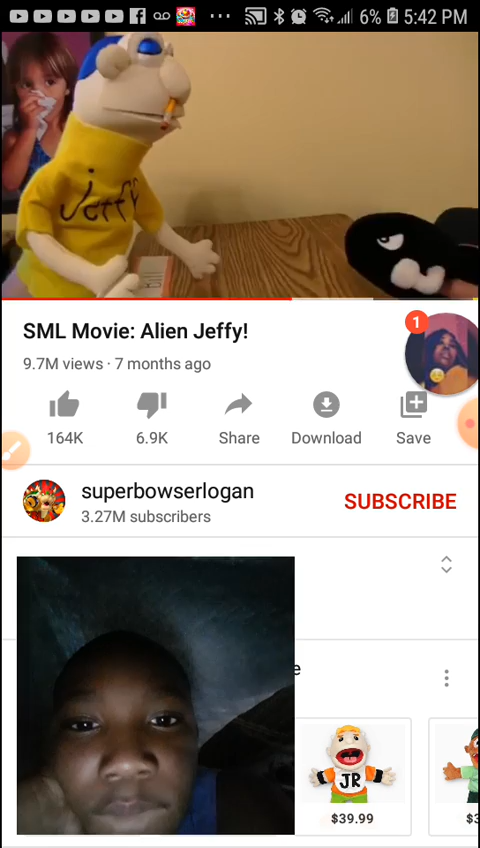 6% 5:42 PM
jeffy
SML Movie: Alien Jeffy!
1
9.7M views · 7 months ago
164K
6.9K
Share
Download
Save
superbowserlogan
SUBSCRIBE
3.27M subscribers
e
JR
$39.99
$3